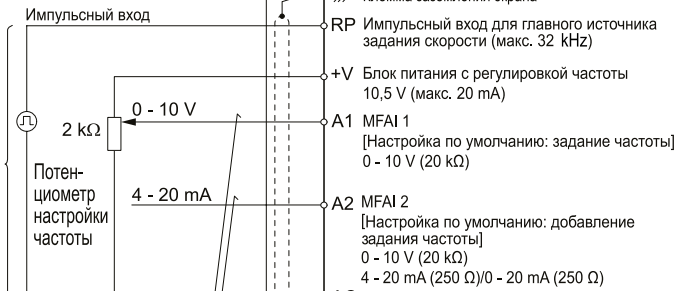 Клемма заземления экрана
Импульсный вход
RP Импульсный вход для главного источника
задания скорости (макс. 32 kHz)
+V Блок питания с регулировкой частоты
10,5 V (макс. 20 mA)
0 - 10 V
2 kΩ
A1 MFAI 1
[Настройка по умолчанию: задание частоты]
0 - 10 V (20 kΩ)
Потен-
циометр
настройки
частоты
4 - 20 mA
A2 MFAI 2
[Настройка по умолчанию: добавление
задания частоты]
0 - 10 V (20 kΩ)
4 - 20 mA (250 Ω)/0 - 20 mA (250 Ω)